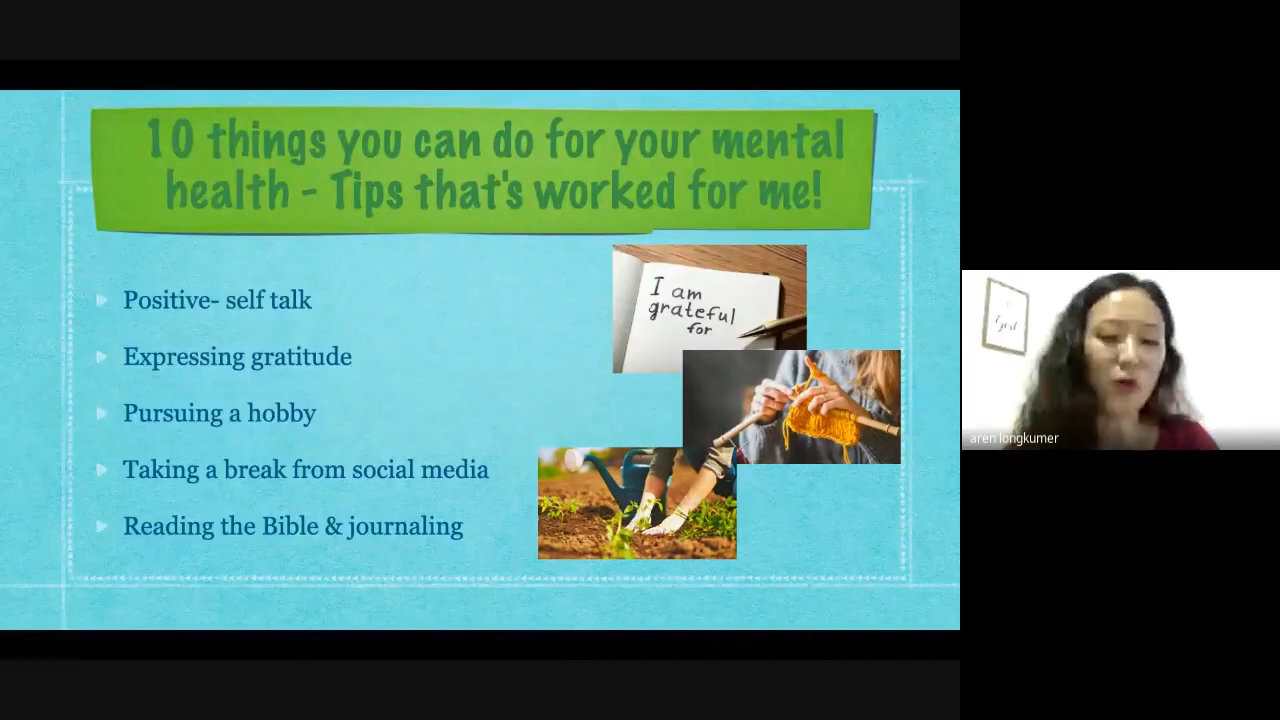 10 things you can do for your mental
health - Tips that's worked for me!
Positive- self talk
Expressing gratitude
Pursuing a hobby
Taking a break from social media
Reading the Bible & journaling
I am
grateful
for
aren longkumer